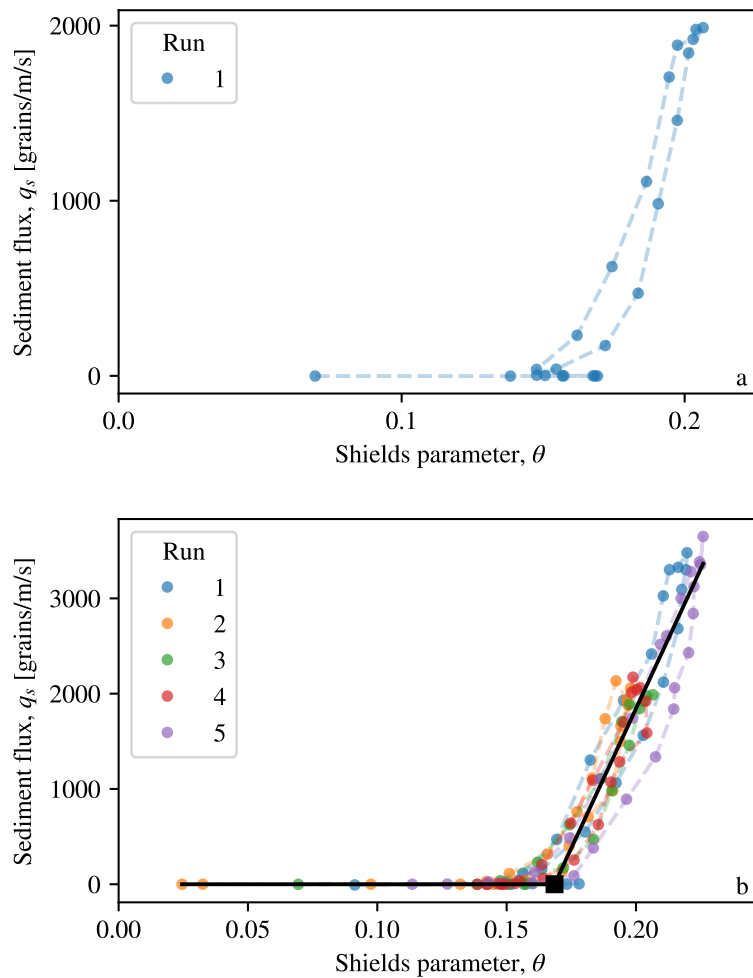 2000
Run
1
1000
0
a
0.0
0.1
0.2
Sediment flux, q_s [grains/m/s]
Shields parameter, θ
Run
1
2
3
4
5
3000
2000
1000
0
b
0.00
0.05
0.10
0.15
0.20
Sediment flux, q_s [grains/m/s]
Shields parameter, θ